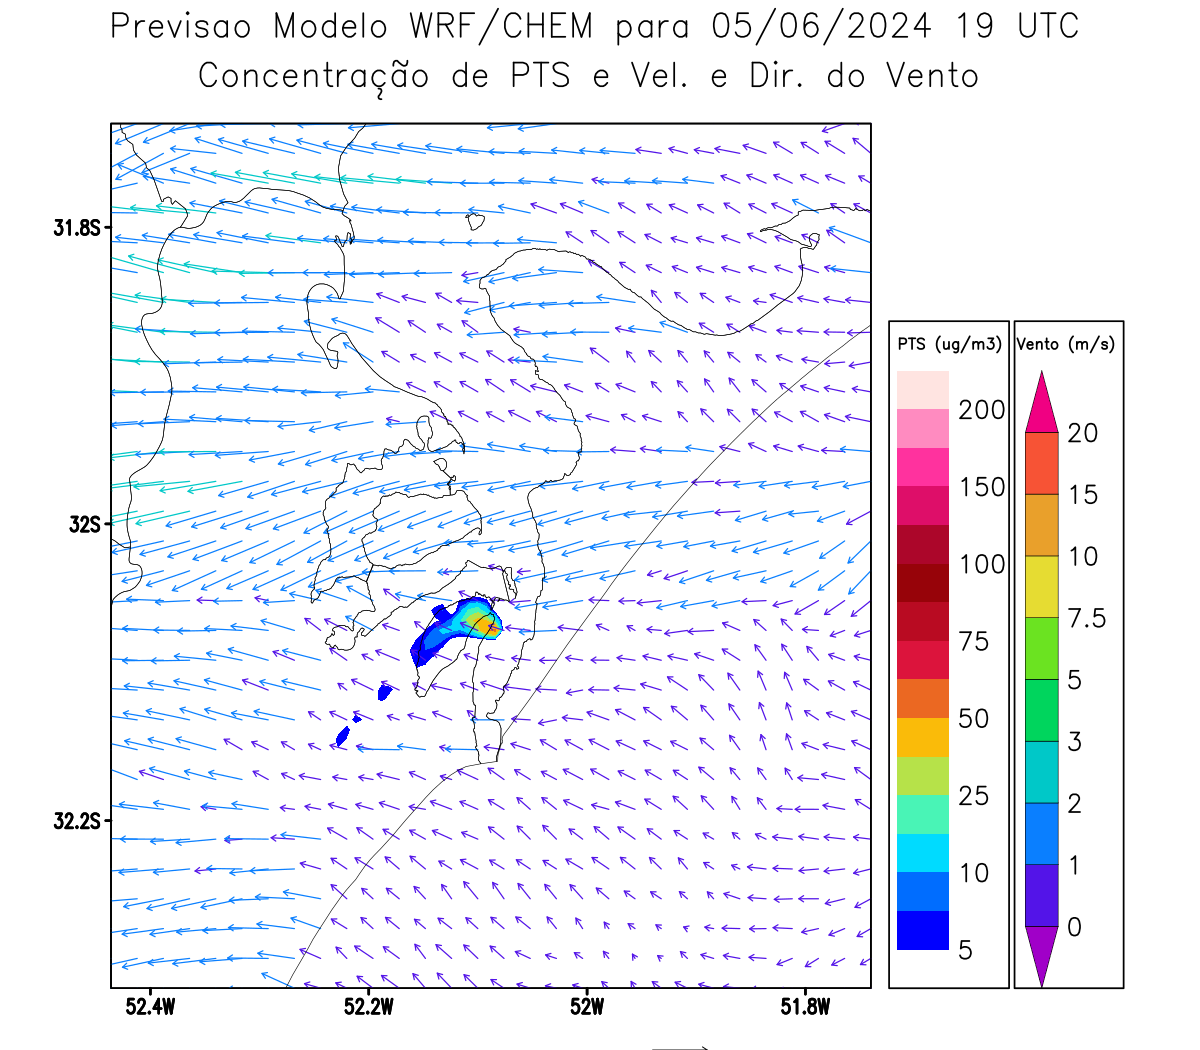 Previsao Modelo WRF/CHEM para 05/06/2024 19 UTC
Concentração de PTS e Vel. e Dir. do Vento
31.8S
32S
32.2S
52.4W 52.2W 52W 51.8W
PTS (ug/m3)
200
150
100
75
50
25
10
5
Vento (m/s)
20
15
10
7.5
5
3
2
1
0